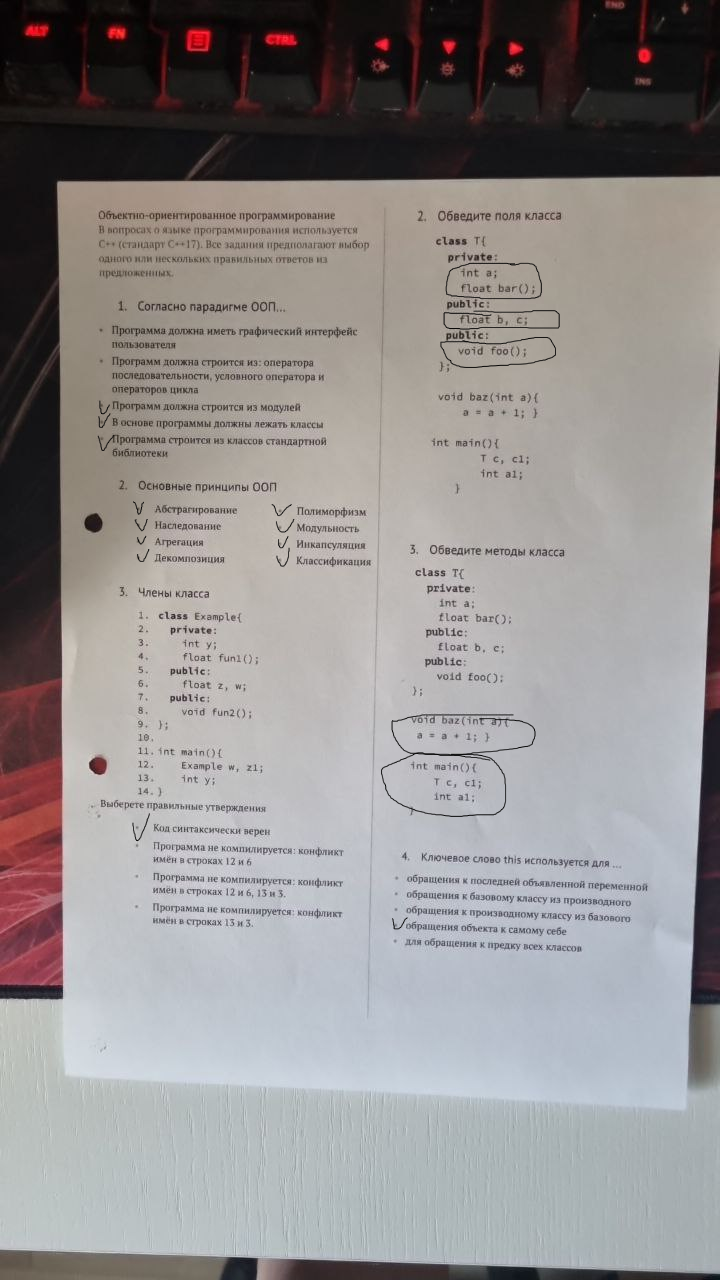 ALT
FN
CTRL
END
INS
Объектно-ориентированное программирование
В вопросах о языке программирования используется
C++ (стандарт C++17). Все задания предполагают выбор
одного или нескольких правильных ответов из
предложенных.
1. Согласно парадигме ООП...
Программа должна иметь графический интерфейс
пользователя
Программ должна строится из: оператора
последовательности, условного оператора и
операторов цикла
Программ должна строится из модулей
В основе программы должны лежать классы
Программа строится из классов стандартной
библиотеки
2. Основные принципы ООП
Абстрагирование
Наследование
Агрегация
Декомпозиция
Полиморфизм
Модульность
Инкапсуляция
Классификация
3. Члены класса
1. class Example{
2. private:
3. int y;
4. float fun1();
5. public:
6. float z, w;
7. public:
8. void fun2();
9. };
10.
11. int main(){
12. Example w, z1;
13. int y;
14. }
Выберете правильные утверждения
Код синтаксически верен
Программа не компилируется: конфликт
имён в строках 12 и 6
Программа не компилируется: конфликт
имён в строках 12 и 6, 13 и 3.
Программа не компилируется: конфликт
имён в строках 13 и 3.
2. Обведите поля класса
class T{
private:
int a;
float bar();
public:
float b, c;
public:
void foo();
};
void baz(int a){
a = a + 1; }
int main(){
T c, c1;
int a1;
}
3. Обведите методы класса
class T{
private:
int a;
float bar();
public:
float b, c;
public:
void foo();
};
void baz(int a){
a = a + 1; }
int main(){
T c, c1;
int a1;
}
4. Ключевое слово this используется для ...
обращения к последней объявленной переменной
обращения к базовому классу из производного
обращения к производному классу из базового
обращения объекта к самому себе
для обращения к предку всех классов